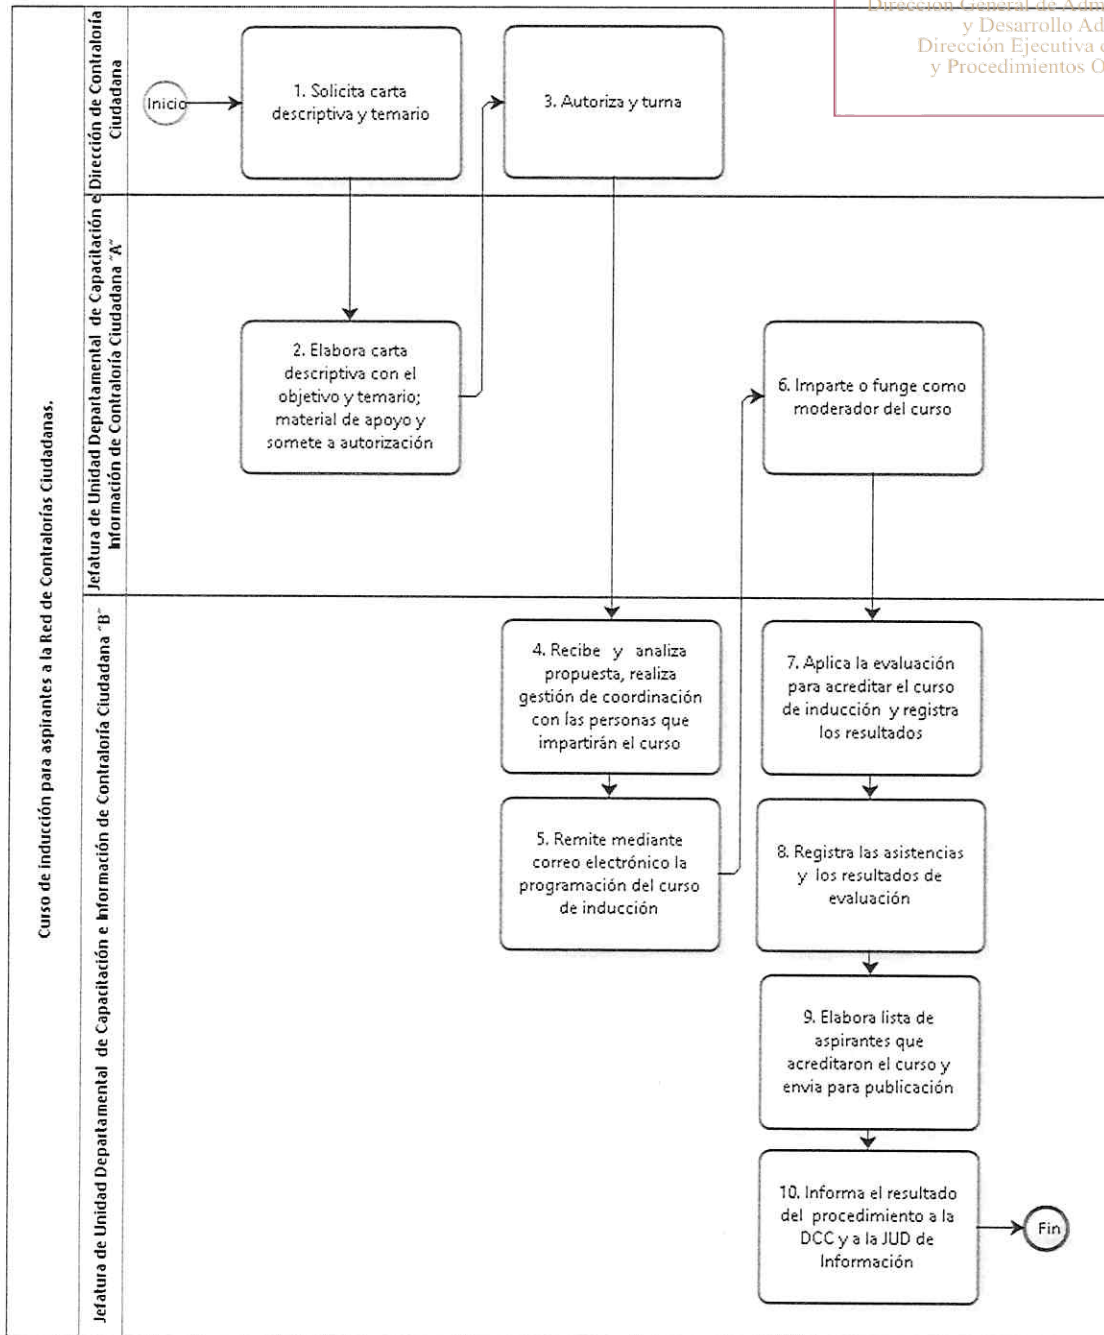 Dirección General de Adm
y Desarrollo Ad
Dirección Ejecutiva
y Procedimientos O
Curso de inducción para aspirantes a la Red de Contralorías Ciudadanas.
Dirección de Contraloría
Ciudadana
Inicio
1. Solicita carta
descriptiva y temario
3. Autoriza y turna
Jefatura de Unidad Departamental de Capacitación e
Información de Contraloría Ciudadana "A"
2. Elabora carta
descriptiva con el
objetivo y temario;
material de apoyo y
somete a autorización
6. Imparte o funge como
moderador del curso
Jefatura de Unidad Departamental de Capacitación e Información de Contraloría Ciudadana "B"
4. Recibe y analiza
propuesta, realiza
gestión de coordinación
con las personas que
impartirán el curso
7. Aplica la evaluación
para acreditar el curso
de inducción y registra
los resultados
5. Remite mediante
correo electrónico la
programación del curso
de inducción
8. Registra las asistencias
y los resultados de
evaluación
9. Elabora lista de
aspirantes que
acreditaron el curso y
envia para publicación
10. Informa el resultado
del procedimiento a la
DCC y a la JUD de
Información
Fin